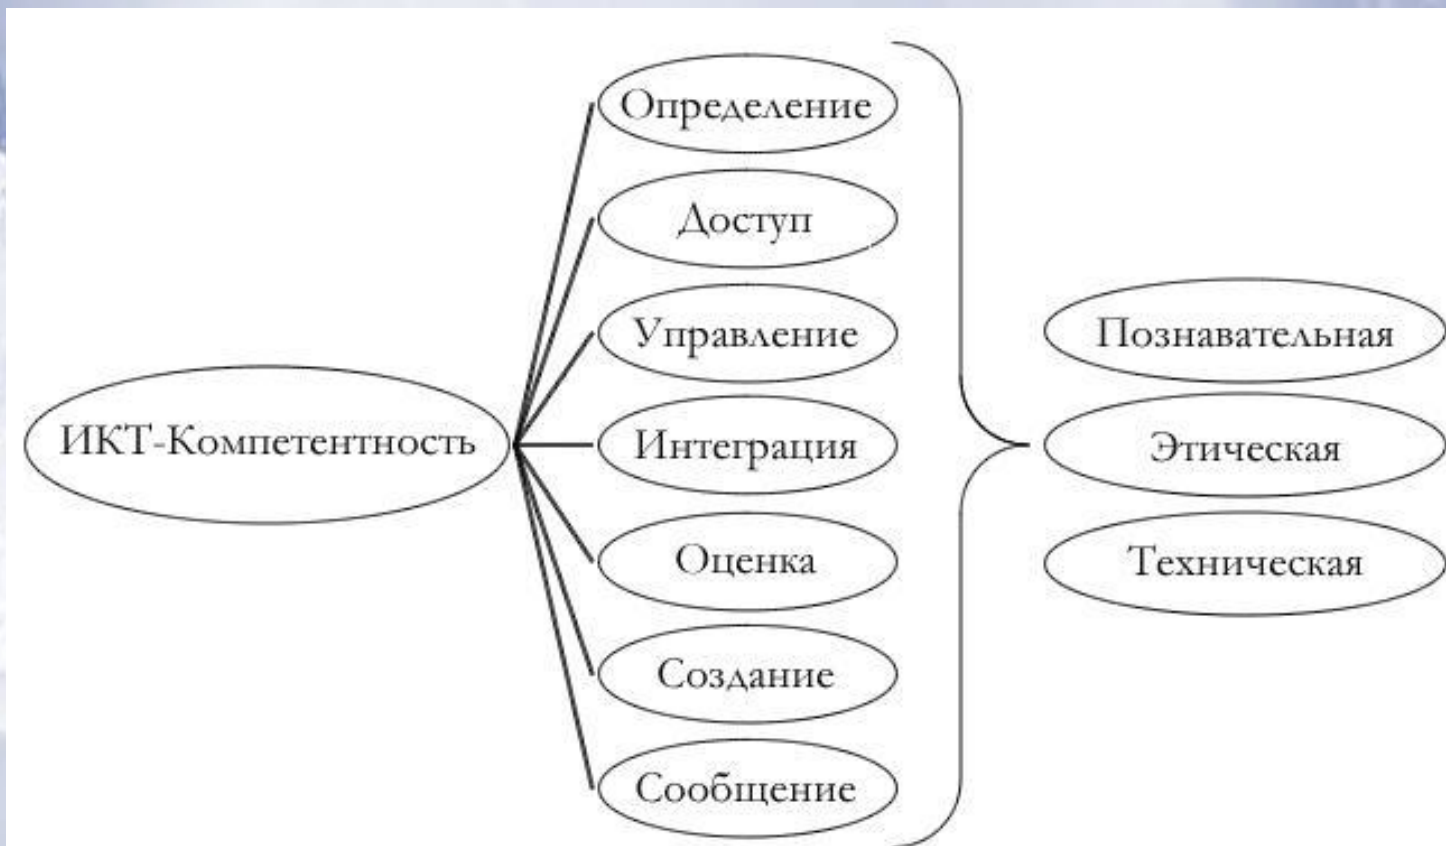 ИКТ-Компетентность
Определение
Доступ
Управление
Интеграция
Оценка
Создание
Сообщение
Познавательная
Этическая
Техническая